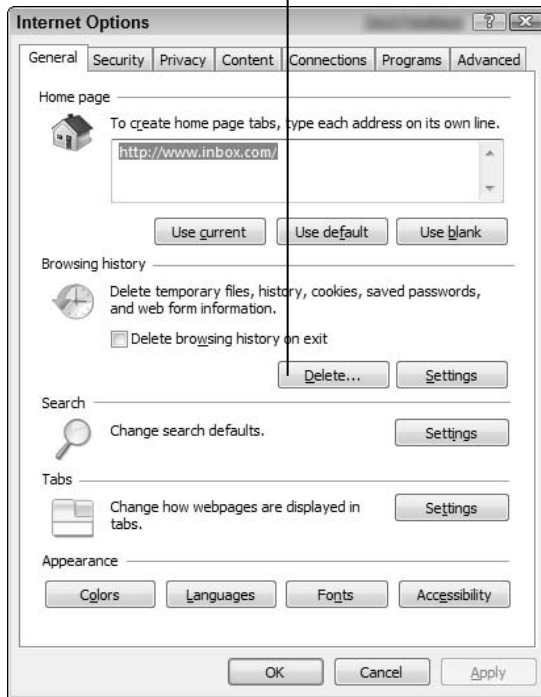 Internet Options
General Security Privacy Content Connections Programs Advanced
Home page
To create home page tabs, type each address on its own line.
http://www.inbox.com/
Use current Use default Use blank
Browsing history
Delete temporary files, history, cookies, saved passwords,
and web form information.
Delete browsing history on exit
Delete... Settings
Search
Change search defaults. Settings
Tabs
Change how webpages are displayed in Settings
tabs.
Appearance
Colors Languages Fonts Accessibility
OK Cancel Apply